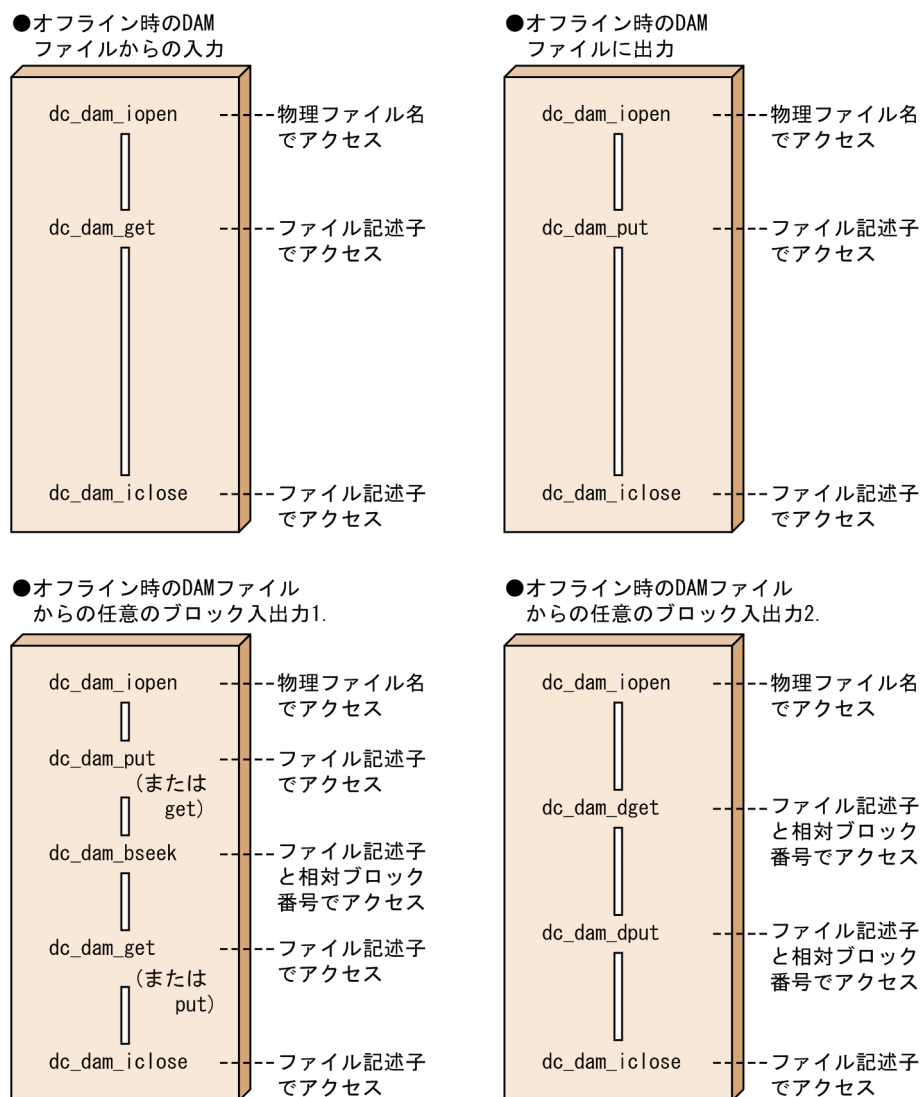 ●オフライン時のDAM
ファイルからの入力
dc_dam_iopen
物理ファイル名
でアクセス
dc_dam_get
ファイル記述子
でアクセス
dc_dam_iclose
ファイル記述子
でアクセス
●オフライン時のDAM
ファイルに出力
dc_dam_iopen
物理ファイル名
でアクセス
dc_dam_put
ファイル記述子
でアクセス
dc_dam_iclose
ファイル記述子
でアクセス
●オフライン時のDAMファイル
からの任意のブロック入出力1.
dc_dam_iopen
物理ファイル名
でアクセス
dc_dam_put
(または
get)
ファイル記述子
でアクセス
dc_dam_bseek
ファイル記述子
と相対ブロック
番号でアクセス
dc_dam_get
(または
put)
ファイル記述子
でアクセス
dc_dam_iclose
ファイル記述子
でアクセス
●オフライン時のDAMファイル
からの任意のブロック入出力2.
dc_dam_iopen
物理ファイル名
でアクセス
dc_dam_dget
ファイル記述子
と相対ブロック
番号でアクセス
dc_dam_dput
ファイル記述子
と相対ブロック
番号でアクセス
dc_dam_iclose
ファイル記述子
でアクセス